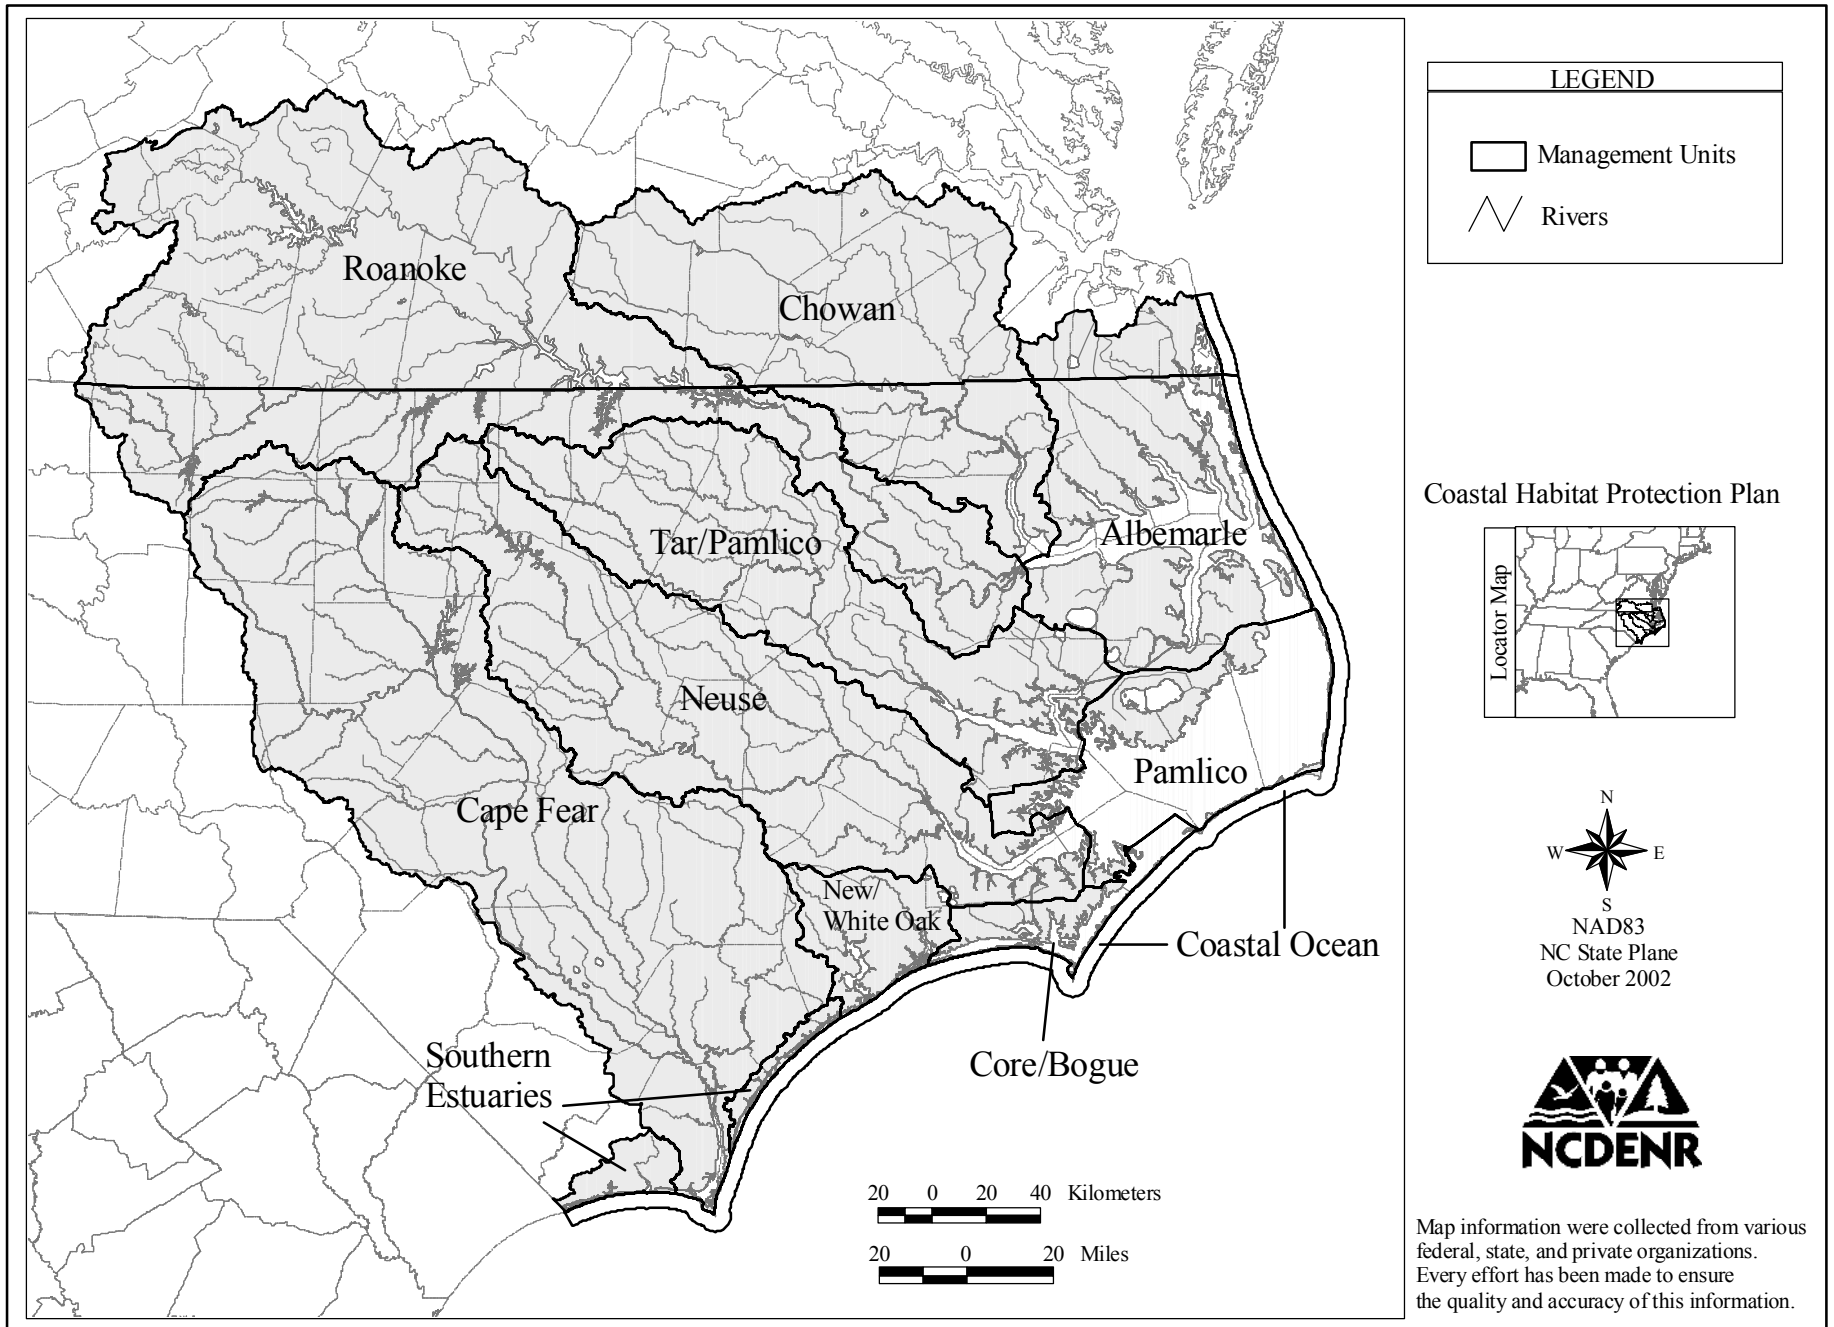 LEGEND
Management Units
Rivers
Roanoke
Chowan
Albemarle
Tar/Pamlico
Neuse
Pamlico
Cape Fear
New/
White Oak
Coastal Ocean
Core/Bogue
Southern
Estuaries
20 0 20 40 Kilometers
20 0 20 Miles
Coastal Habitat Protection Plan
Locator Map
N
W E
S
NAD83
NC State Plane
October 2002
NCDENR
Map information were collected from various
federal, state, and private organizations.
Every effort has been made to ensure
the quality and accuracy of this information.